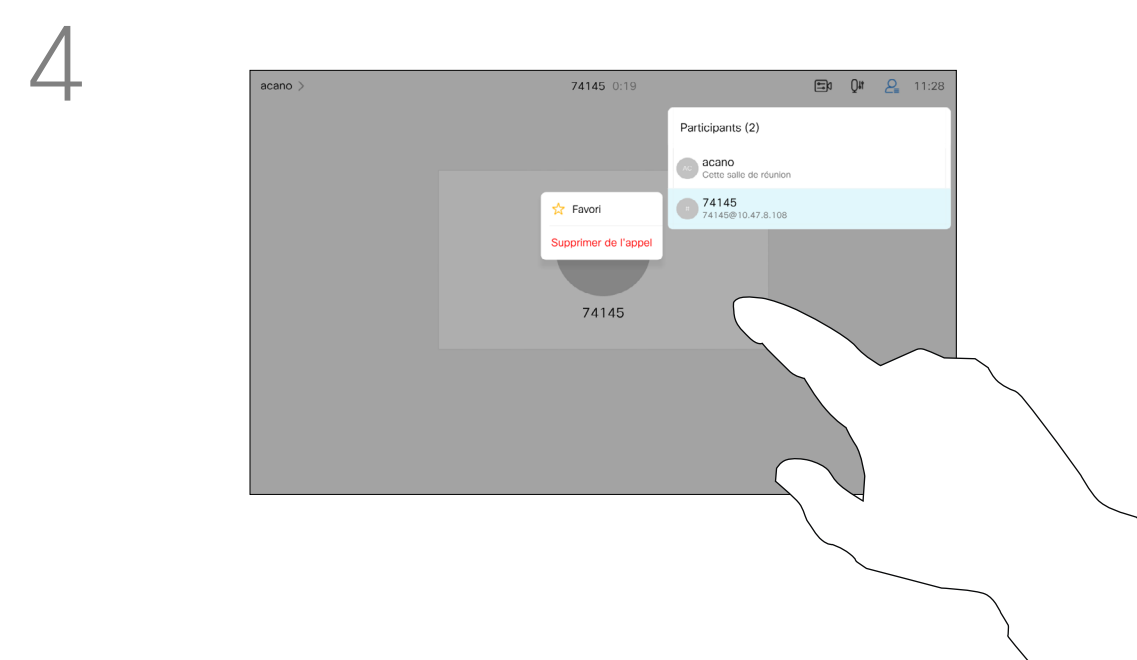 4
acano >
74145 0:19
11:28
Participants (2)
acano
Cette salle de réunion
74145
74145@10.47.8.108
Favori
Supprimer de l'appel
74145